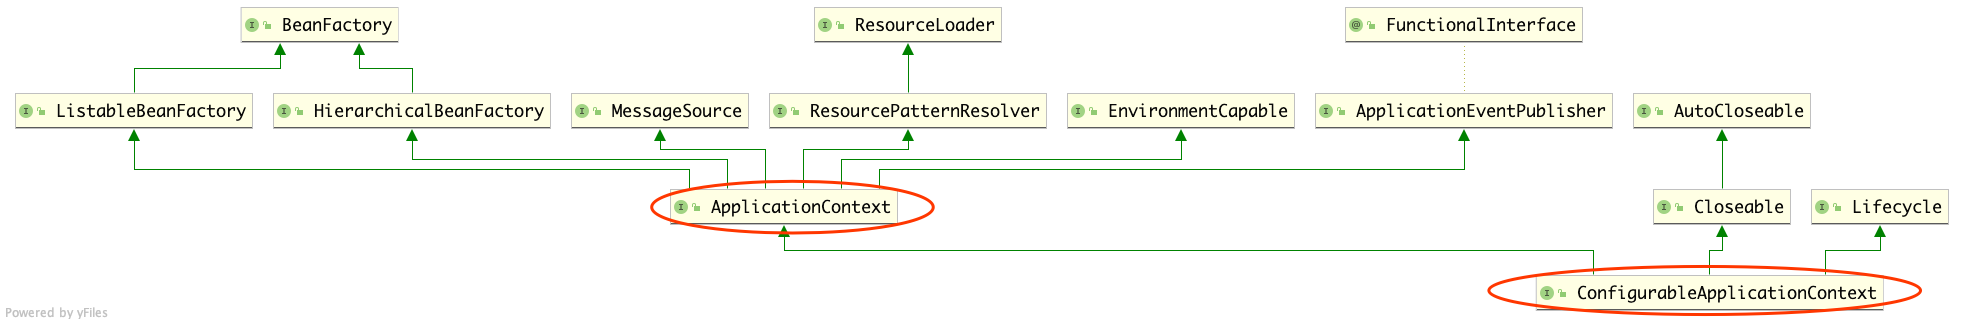 BeanFactory
ResourceLoader
FunctionalInterface
ListableBeanFactory
HierarchicalBeanFactory
MessageSource
ResourcePatternResolver
EnvironmentCapable
ApplicationEventPublisher
AutoCloseable
ApplicationContext
Closeable
Lifecycle
ConfigurableApplicationContext
Powered by yFiles